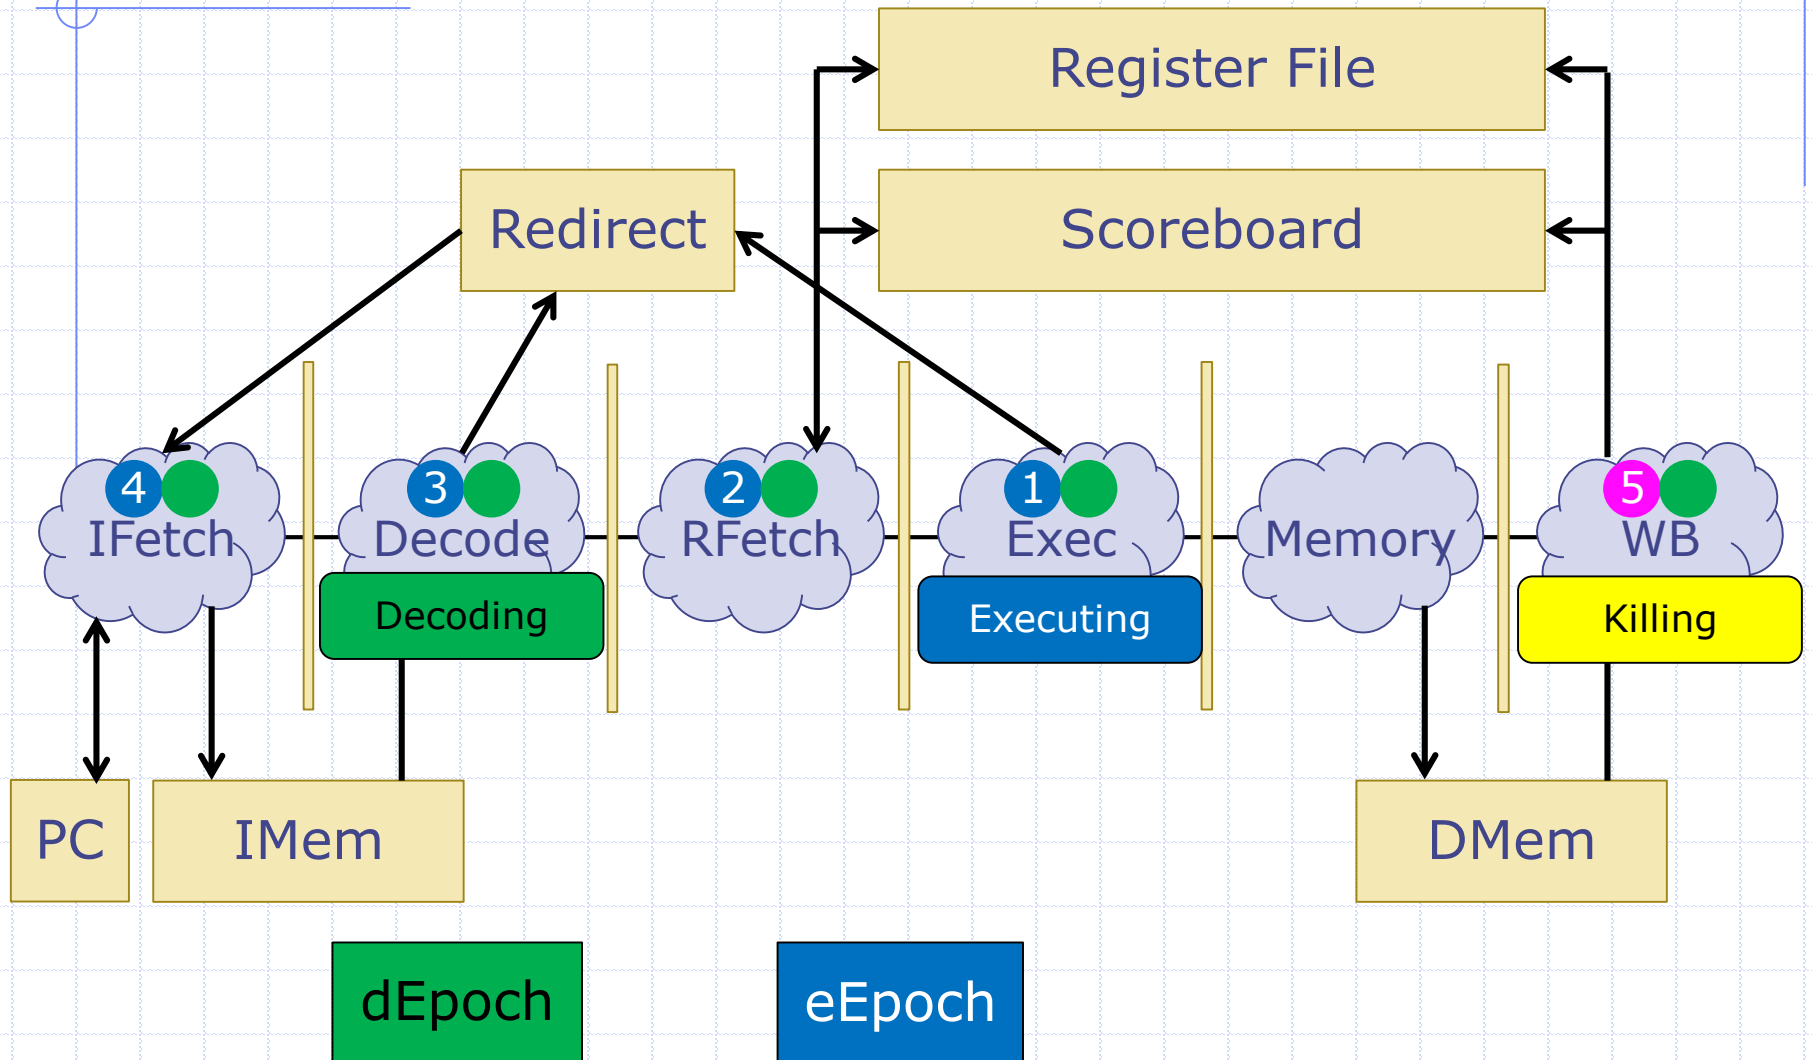 Register File
Redirect
Scoreboard
4
3
2
1
5
IFetch
Decode
RFetch
Exec
Memory
WB
Decoding
Executing
Killing
PC
IMem
DMem
dEpoch
eEpoch